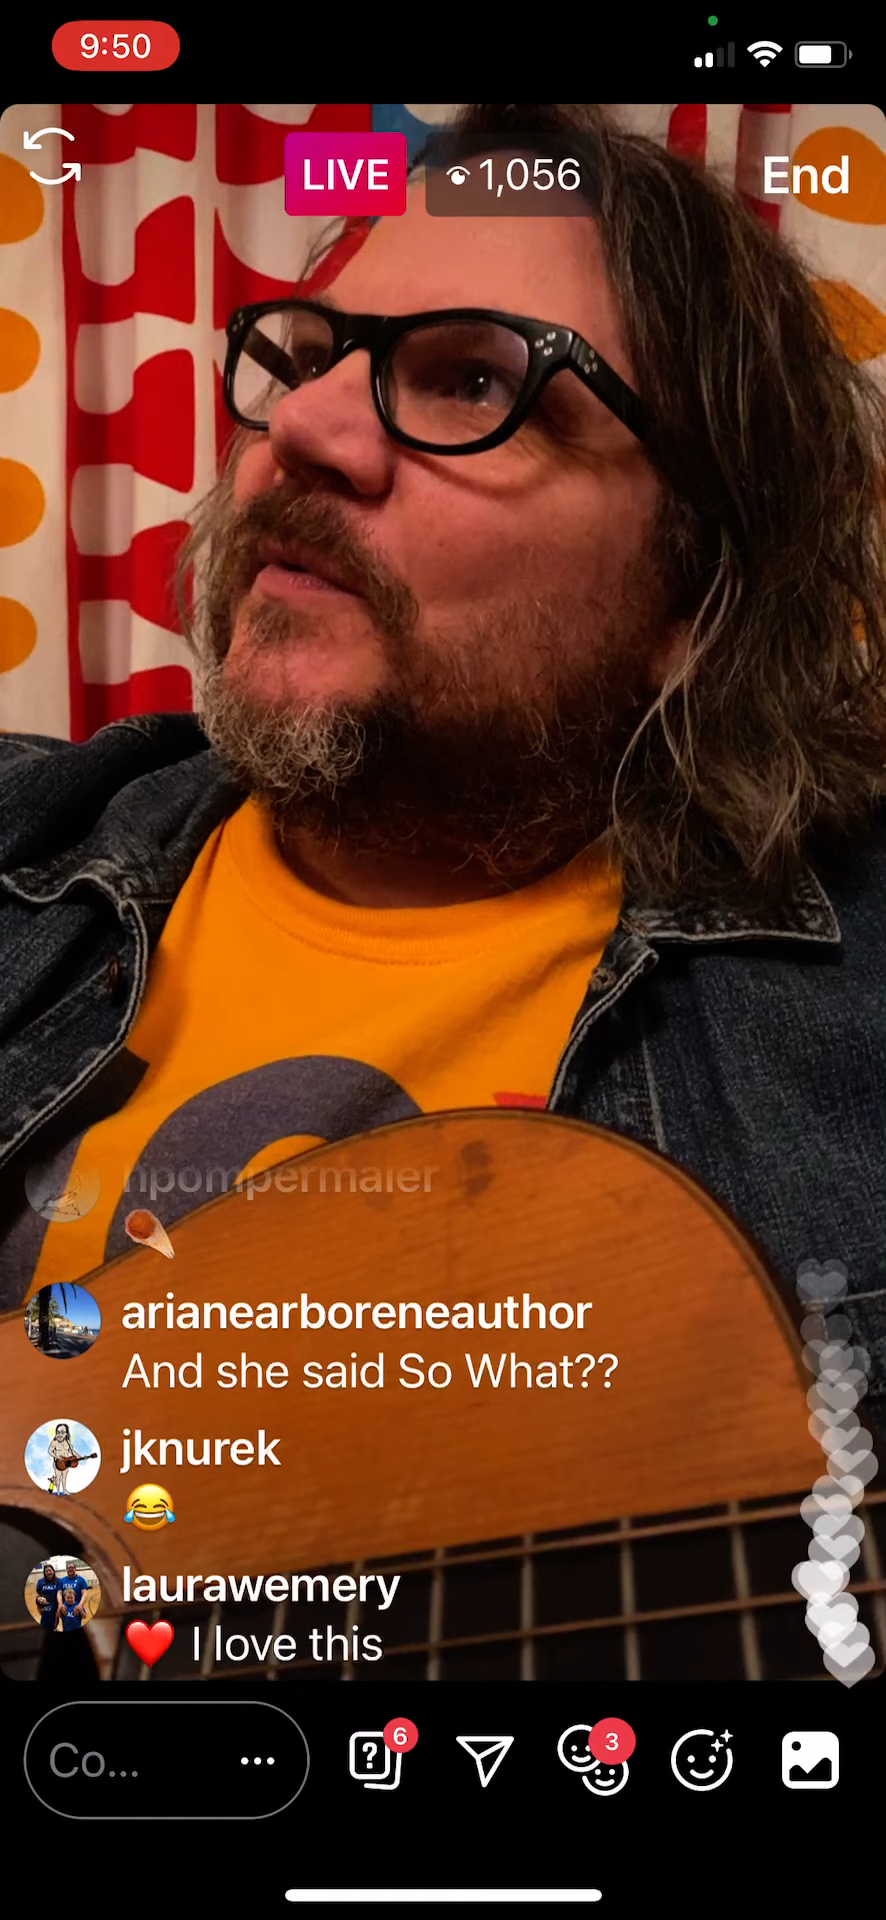 9:50
LIVE
1,056
End
npompermaier
arianearboreneauthor
And she said So What??
jknurek
laurawemery
I love this
Co...
6
3